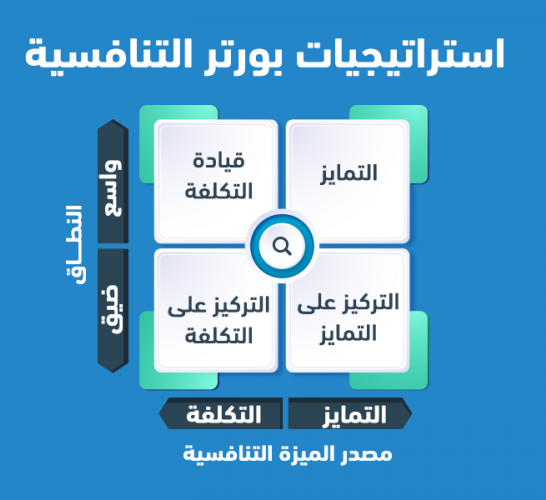 استراتيجيات بورتر التنافسية
التمايز
قيادة
التكلفة
واسع
النطـاق
التركيز على
التمايز
التركيز على
التكلفة
ضيق
التمايز
التكلفة
مصدر الميزة التنافسية